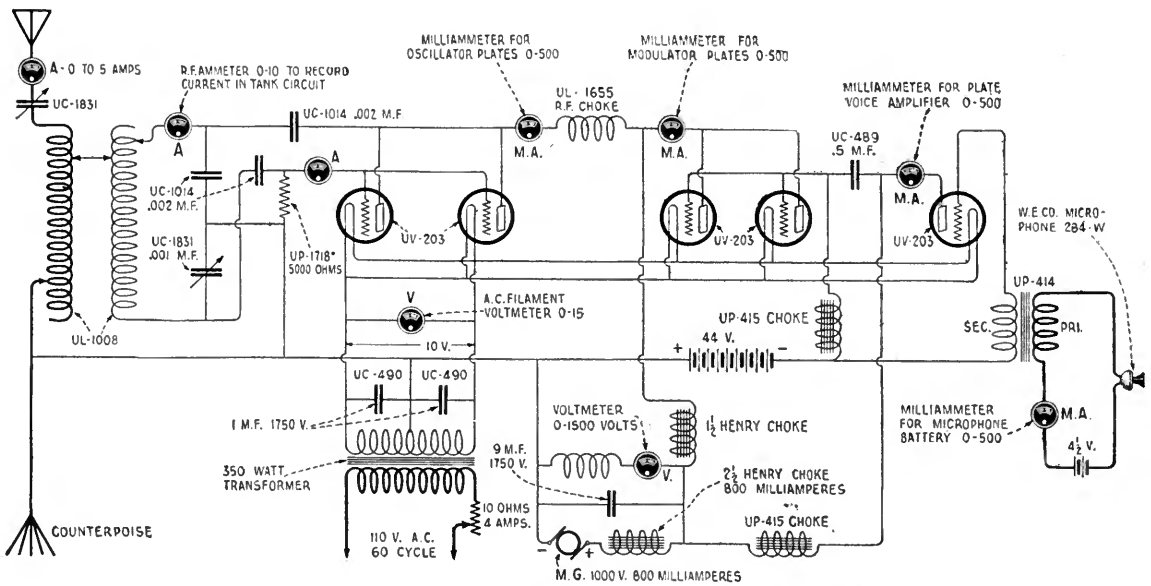 A - 0 TO 5 AMPS
UC-1831
R.F. AMMETER 0-10 TO RECORD
CURRENT IN TANK CIRCUIT
A
UC-1014 .002 M.F.
MILLIAMMETER FOR
OSCILLATOR PLATES 0-500
M.A.
UL-1655
R.F. CHOKE
MILLIAMMETER FOR
MODULATOR PLATES 0-500
M.A.
MILLIAMMETER FOR PLATE
VOICE AMPLIFIER 0-500
UC-489
.5 M.F.
M.A.
A
UC-1014
.002 M.F.
UC-1831
.001 M.F.
UP-1718"
5000 OHMS
UV-203
UV-203
UV-203
W.E.CO. MICRO-
PHONE 284-W
UL-1008
V
A.C. FILAMENT
VOLTMETER 0-15
10 V.
UP-415 CHOKE
+ 44 V. -
UP-414
SEC.
PRI.
UC-490
UC-490
1 M.F. 1750 V.
VOLTMETER
0-1500 VOLTS
1½ HENRY CHOKE
MILLIAMMETER
FOR MICROPHONE
BATTERY 0-500
M.A.
4½ V.
350 WATT
TRANSFORMER
9 M.F.
1750 V.
V.
2½ HENRY CHOKE
800 MILLIAMPERES
10 OHMS
4 AMPS.
UP-415 CHOKE
COUNTERPOISE
110 V. A.C.
60 CYCLE
- +
M.G. 1000 V. 800 MILLIAMPERES